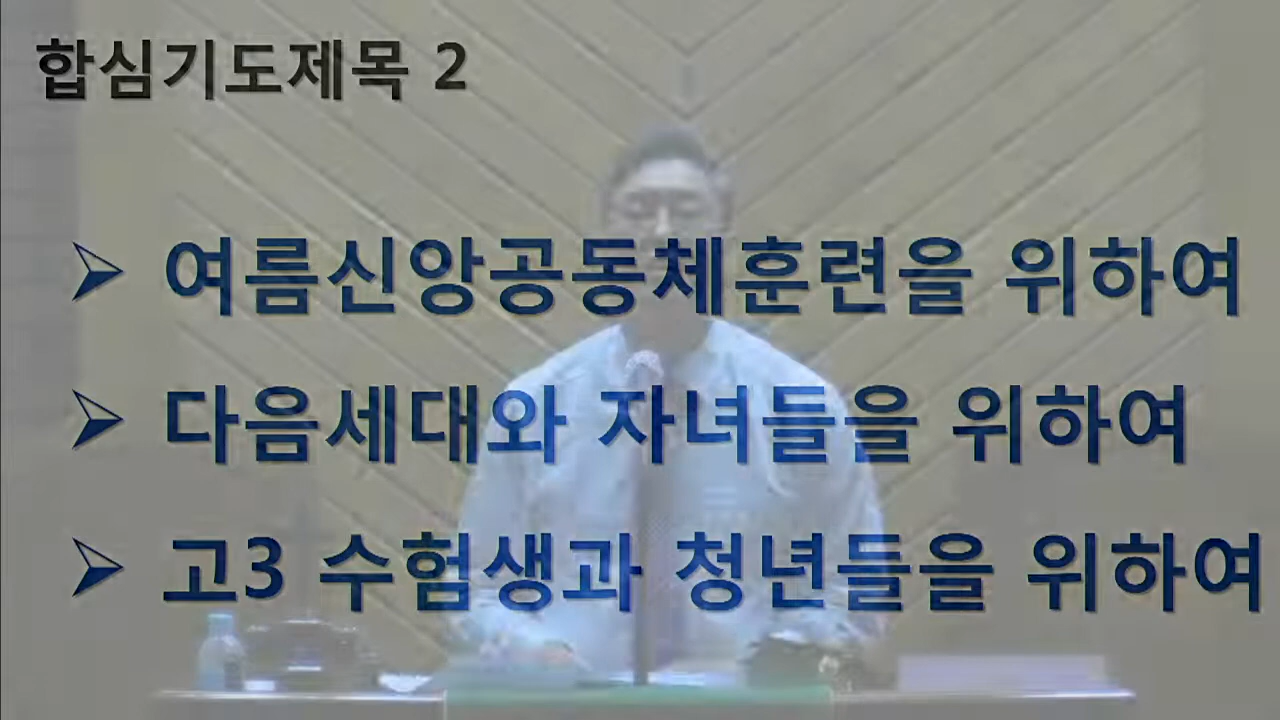 합심기도제목 2
➢ 여름신앙공동체훈련을 위하여
➢ 다음세대와 자녀들을 위하여
➢ 고3 수험생과 청년들을 위하여